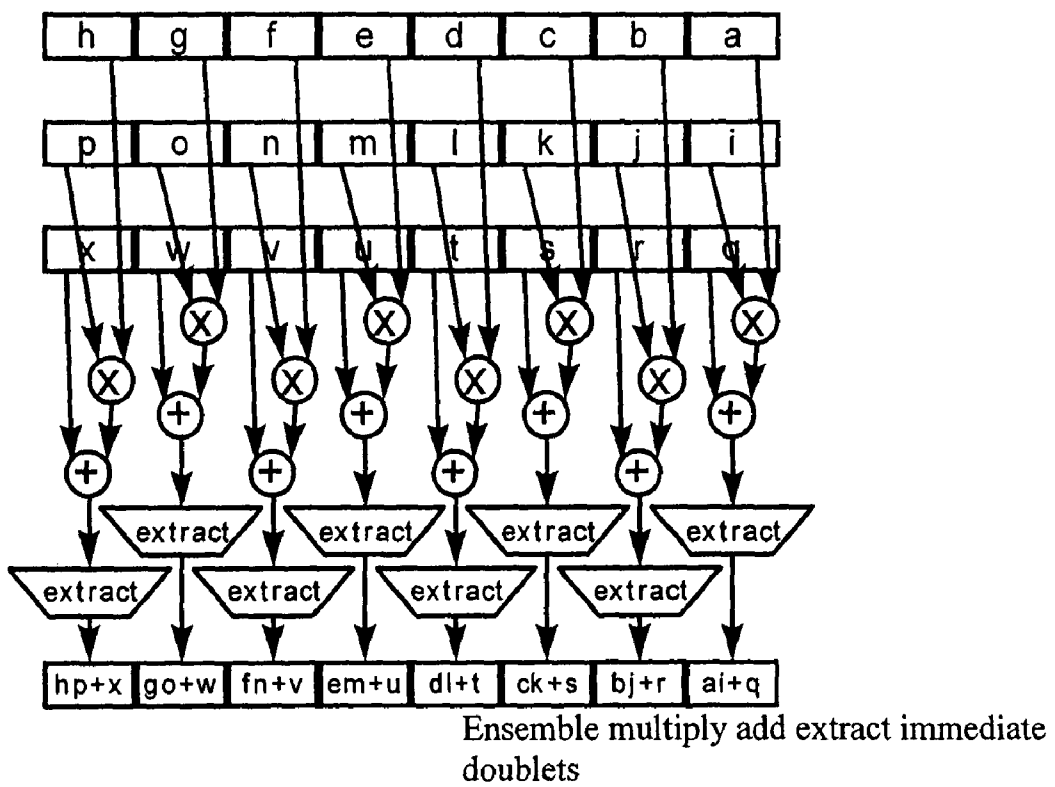 h g f e d c b a
p o n m l k j i
x w v u t s r q
X X X X
X X X X
+ + + +
+ + + +
extract extract extract extract
extract extract extract extract
hp+x go+w fn+v em+u dl+t ck+s bj+r ai+q
Ensemble multiply add extract immediate
doublets